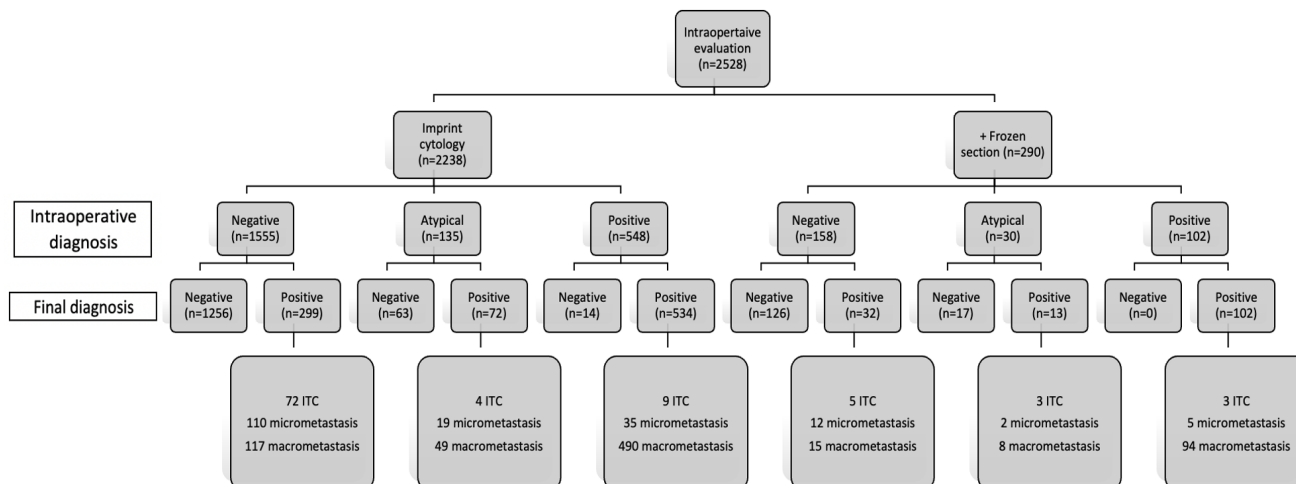 Intraopertaive
evaluation
(n=2528)
Imprint
cytology
(n=2238)
+ Frozen
section (n=290)
Intraoperative
diagnosis
Negative
(n=1555)
Atypical
(n=135)
Positive
(n=548)
Negative
(n=158)
Atypical
(n=30)
Positive
(n=102)
Final diagnosis
Negative
(n=1256)
Positive
(n=299)
Negative
(n=63)
Positive
(n=72)
Negative
(n=14)
Positive
(n=534)
Negative
(n=126)
Positive
(n=32)
Negative
(n=17)
Positive
(n=13)
Negative
(n=0)
Positive
(n=102)
72 ITC
110 micrometastasis
117 macrometastasis
4 ITC
19 micrometastasis
49 macrometastasis
9 ITC
35 micrometastasis
490 macrometastasis
5 ITC
12 micrometastasis
15 macrometastasis
3 ITC
2 micrometastasis
8 macrometastasis
3 ITC
5 micrometastasis
94 macrometastasis